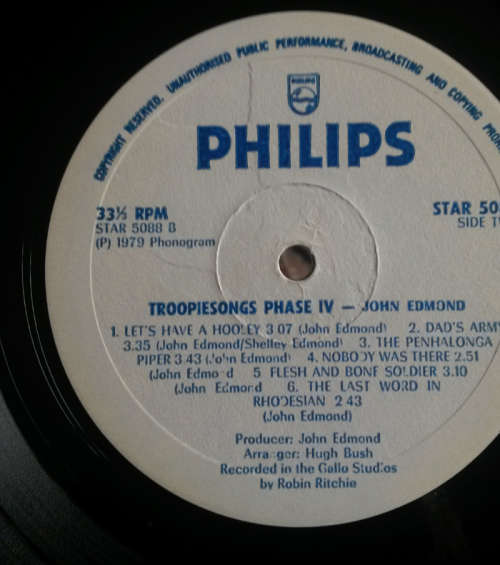 COPYRIGHT RESERVED. UNAUTHORISED PUBLIC PERFORMANCE, BROADCASTING AND COPYING
PHILIPS
PHILIPS
33⅓ RPM
STAR 5088 B
(P) 1979 Phonogram
STAR
SIDE
TROOPIESONGS PHASE IV — JOHN EDMOND
1. LET'S HAVE A HOOLEY 3 07 (John Edmond) 2. DAD'S ARMY
3.35 (John Edmond/Shelley Edmond) 3. THE PENHALONGA
PIPER 3 43 (John Edmond) 4. NOBODY WAS THERE 2.51
(John Edmond 5 FLESH AND BONE SOLDIER 3.10
(John Edmond 6. THE LAST WORD IN
RHODESIAN 2 43
(John Edmond)
Producer: John Edmond
Arranger: Hugh Bush
Recorded in the Gallo Studios
by Robin Ritchie